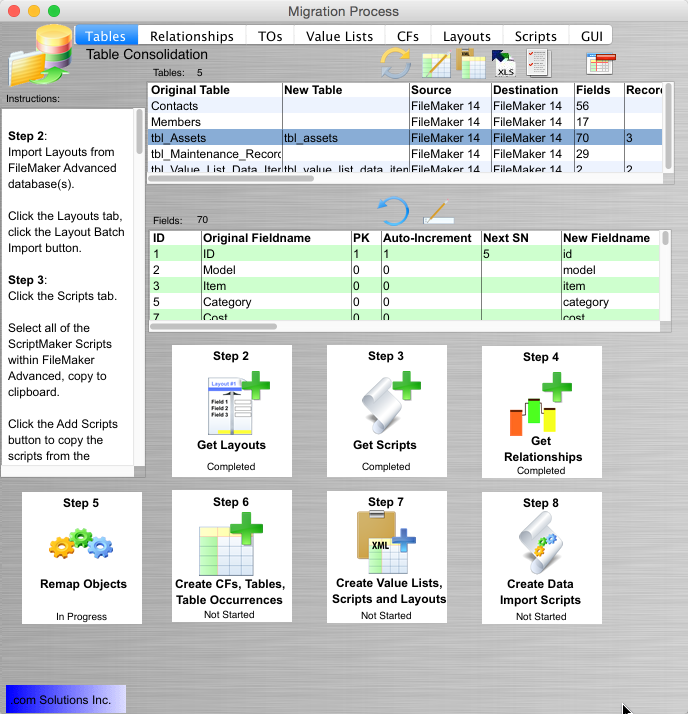 Migration Process
Tables Relationships TOs Value Lists CFs Layouts Scripts GUI
Table Consolidation
XLS
Tables: 5
Instructions:
Original Table New Table Source Destination Fields Record
Contacts FileMaker 14 FileMaker 14 56
Members FileMaker 14 FileMaker 14 17
tbl_Assets tbl_assets FileMaker 14 FileMaker 14 70 3
tbl_Maintenance_Record FileMaker 14 FileMaker 14 29
tbl_Value_List_Data_Iter tbl_value_list_data_iten FileMaker 14 FileMaker 14 2 2
Step 2:
Import Layouts from
FileMaker Advanced
database(s).
Click the Layouts tab,
click the Layout Batch
Import button.
Step 3:
Click the Scripts tab.
Select all of the
ScriptMaker Scripts
within FileMaker
Advanced, copy to
clipboard.
Click the Add Scripts
button to copy the
scripts from the
Fields: 70
ID Original Fieldname PK Auto-Increment Next SN New Fieldname
1 ID 1 1 5 id
2 Model 0 0 model
3 Item 0 0 item
5 Category 0 0 category
7 Cost 0 0 cost
Step 2
Layout #1
Field 1
Field 2
Field 3
Get Layouts
Completed
Step 3
Get Scripts
Completed
Step 4
Get
Relationships
Completed
Step 5
Remap Objects
In Progress
Step 6
Create CFs, Tables,
Table Occurrences
Not Started
Step 7
XML
Create Value Lists,
Scripts and Layouts
Not Started
Step 8
Create Data
Import Scripts
Not Started
.com Solutions Inc.